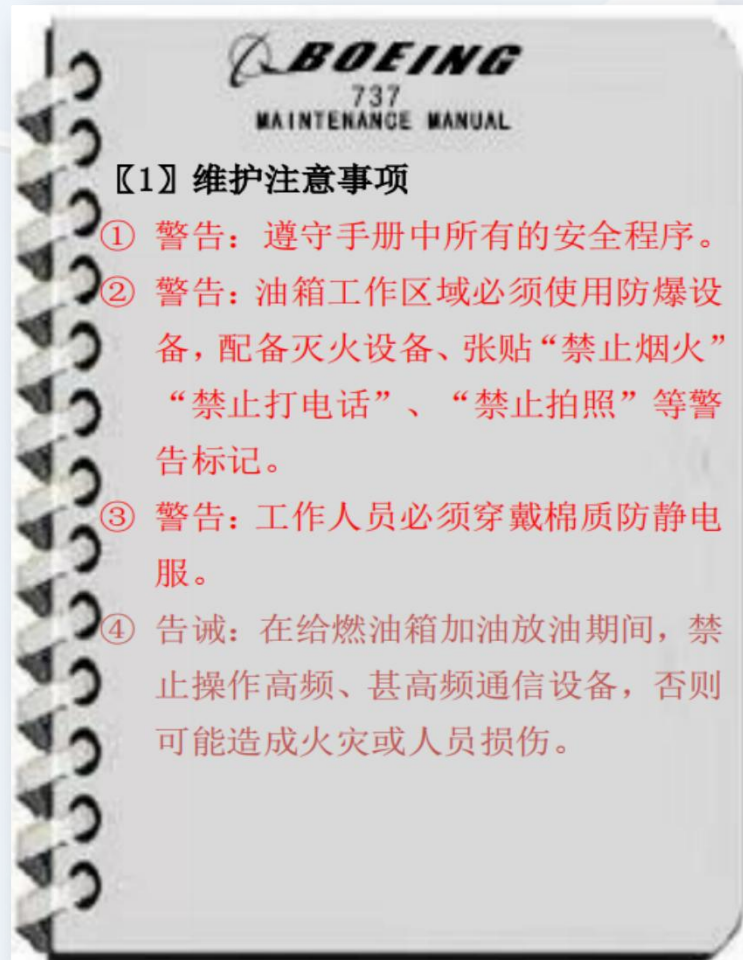 BOEING
737
MAINTENANCE MANUAL
〖1〗维护注意事项
① 警告：遵守手册中所有的安全程序。
② 警告：油箱工作区域必须使用防爆设
备，配备灭火设备、张贴“禁止烟火”
“禁止打电话”、“禁止拍照”等警
告标记。
③ 警告：工作人员必须穿戴棉质防静电
服。
④ 告诫：在给燃油箱加油放油期间，禁
止操作高频、甚高频通信设备，否则
可能造成火灾或人员损伤。